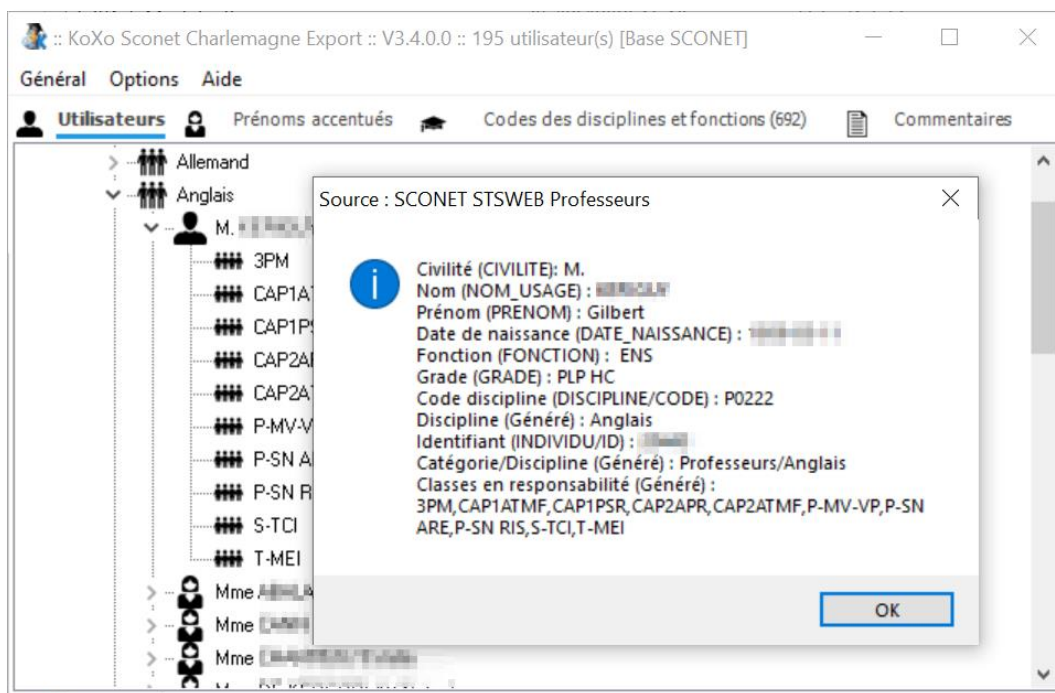 :: KoXo Sconet Charlemagne Export :: V3.4.0.0 :: 195 utilisateur(s) [Base SCONET]
Général Options Aide
Utilisateurs Prénoms accentués Codes des disciplines et fonctions (692) Commentaires
Allemand
Anglais
M.
3PM
CAP1A
CAP1P
CAP2A
CAP2A
P-MV-V
P-SN A
P-SN R
S-TCI
T-MEI
Mme
Mme
Mme
Source : SCONET STSWEB Professeurs
Civilité (CIVILITE): M.
Nom (NOM_USAGE) :
Prénom (PRENOM) : Gilbert
Date de naissance (DATE_NAISSANCE) :
Fonction (FONCTION) : ENS
Grade (GRADE) : PLP HC
Code discipline (DISCIPLINE/CODE) : P0222
Discipline (Généré) : Anglais
Identifiant (INDIVIDU/ID) :
Catégorie/Discipline (Généré) : Professeurs/Anglais
Classes en responsabilité (Généré) :
3PM,CAP1ATMF,CAP1PSR,CAP2APR,CAP2ATMF,P-MV-VP,P-SN
ARE,P-SN RIS,S-TCI,T-MEI
OK